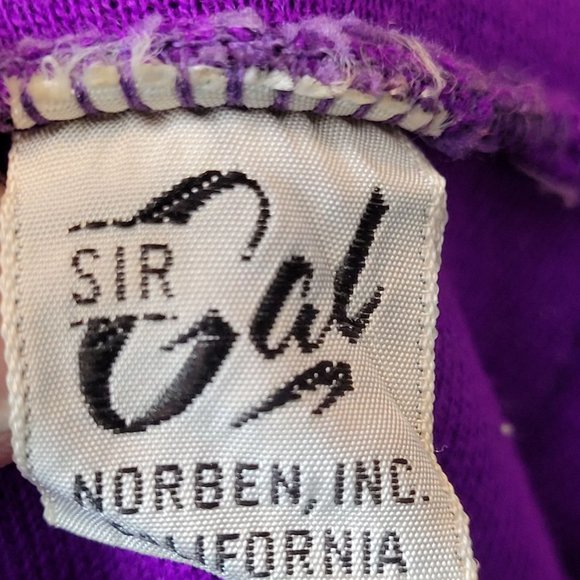 SIR Cal
NORBEN, INC.
CALIFORNIA